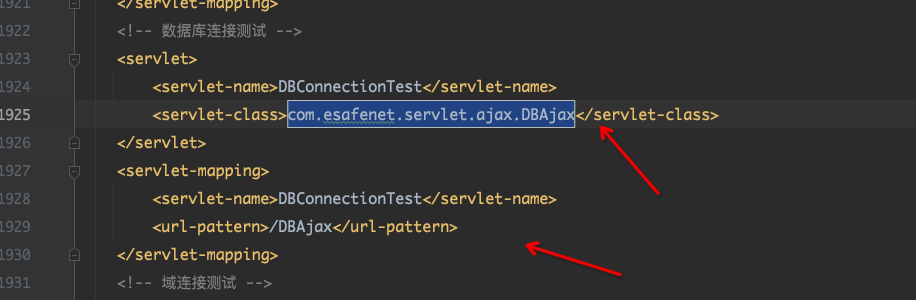 1921 </servlet-mapping>
1922 <!-- 数据库连接测试 -->
1923 <servlet>
1924 <servlet-name>DBConnectionTest</servlet-name>
1925 <servlet-class>com.esafenet.servlet.ajax.DBAjax</servlet-class>
1926 </servlet>
1927 <servlet-mapping>
1928 <servlet-name>DBConnectionTest</servlet-name>
1929 <url-pattern>/DBAjax</url-pattern>
1930 </servlet-mapping>
1931 <!-- 域连接测试 -->